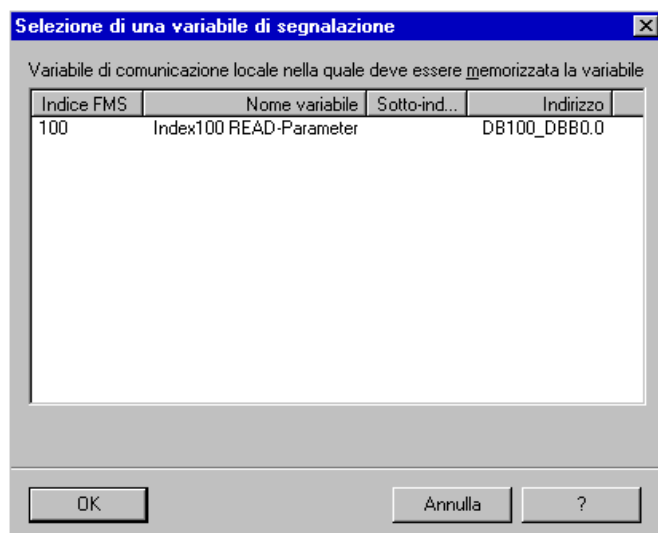 Selezione di una variabile di segnalazione
Variabile di comunicazione locale nella quale deve essere memorizzata la variabile
Indice FMS Nome variabile Sotto-ind... Indirizzo
100 Index100 READ-Parameter DB100_DBB0.0
OK Annulla ?